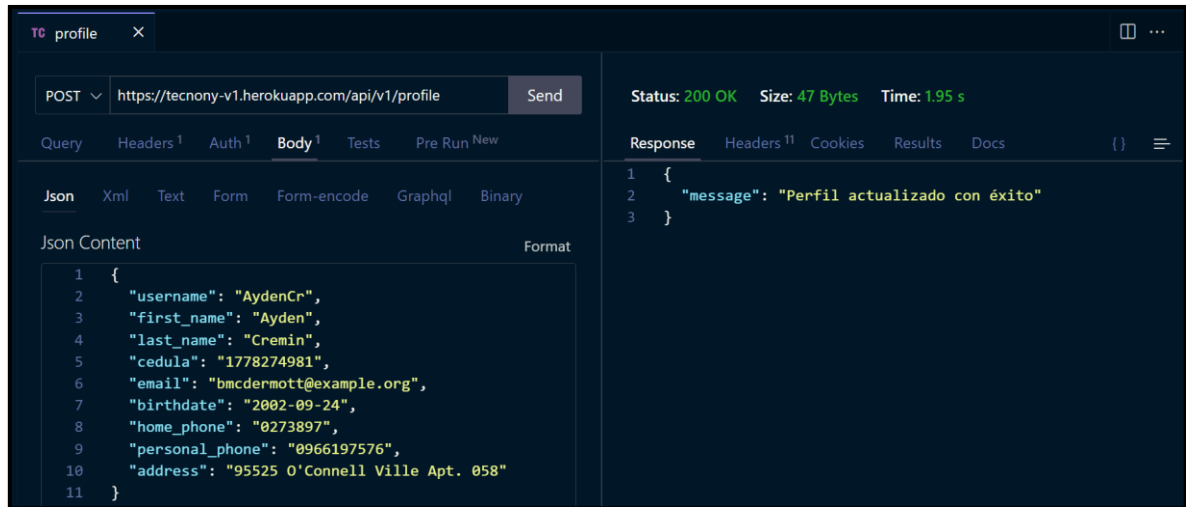 TC profile
POST https://tecnony-v1.herokuapp.com/api/v1/profile Send
Query Headers 1 Auth 1 Body 1 Tests Pre Run New
Json Xml Text Form Form-encode Graphql Binary
Json Content Format
1 {
2 "username": "AydenCr",
3 "first_name": "Ayden",
4 "last_name": "Cremin",
5 "cedula": "1778274981",
6 "email": "bmcdermott@example.org",
7 "birthdate": "2002-09-24",
8 "home_phone": "0273897",
9 "personal_phone": "0966197576",
10 "address": "95525 O'Connell Ville Apt. 058"
11 }
Status: 200 OK Size: 47 Bytes Time: 1.95 s
Response Headers 11 Cookies Results Docs { }
1 {
2 "message": "Perfil actualizado con éxito"
3 }